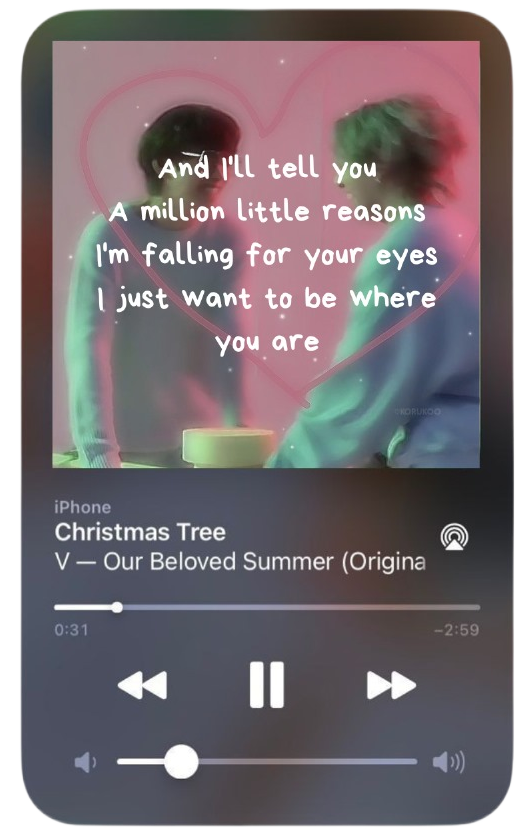 And I'll tell you
A million little reasons
I'm falling for your eyes
I just want to be where
you are
©KORUKOO
iPhone
Christmas Tree
V — Our Beloved Summer (Origina
0:31
−2:59